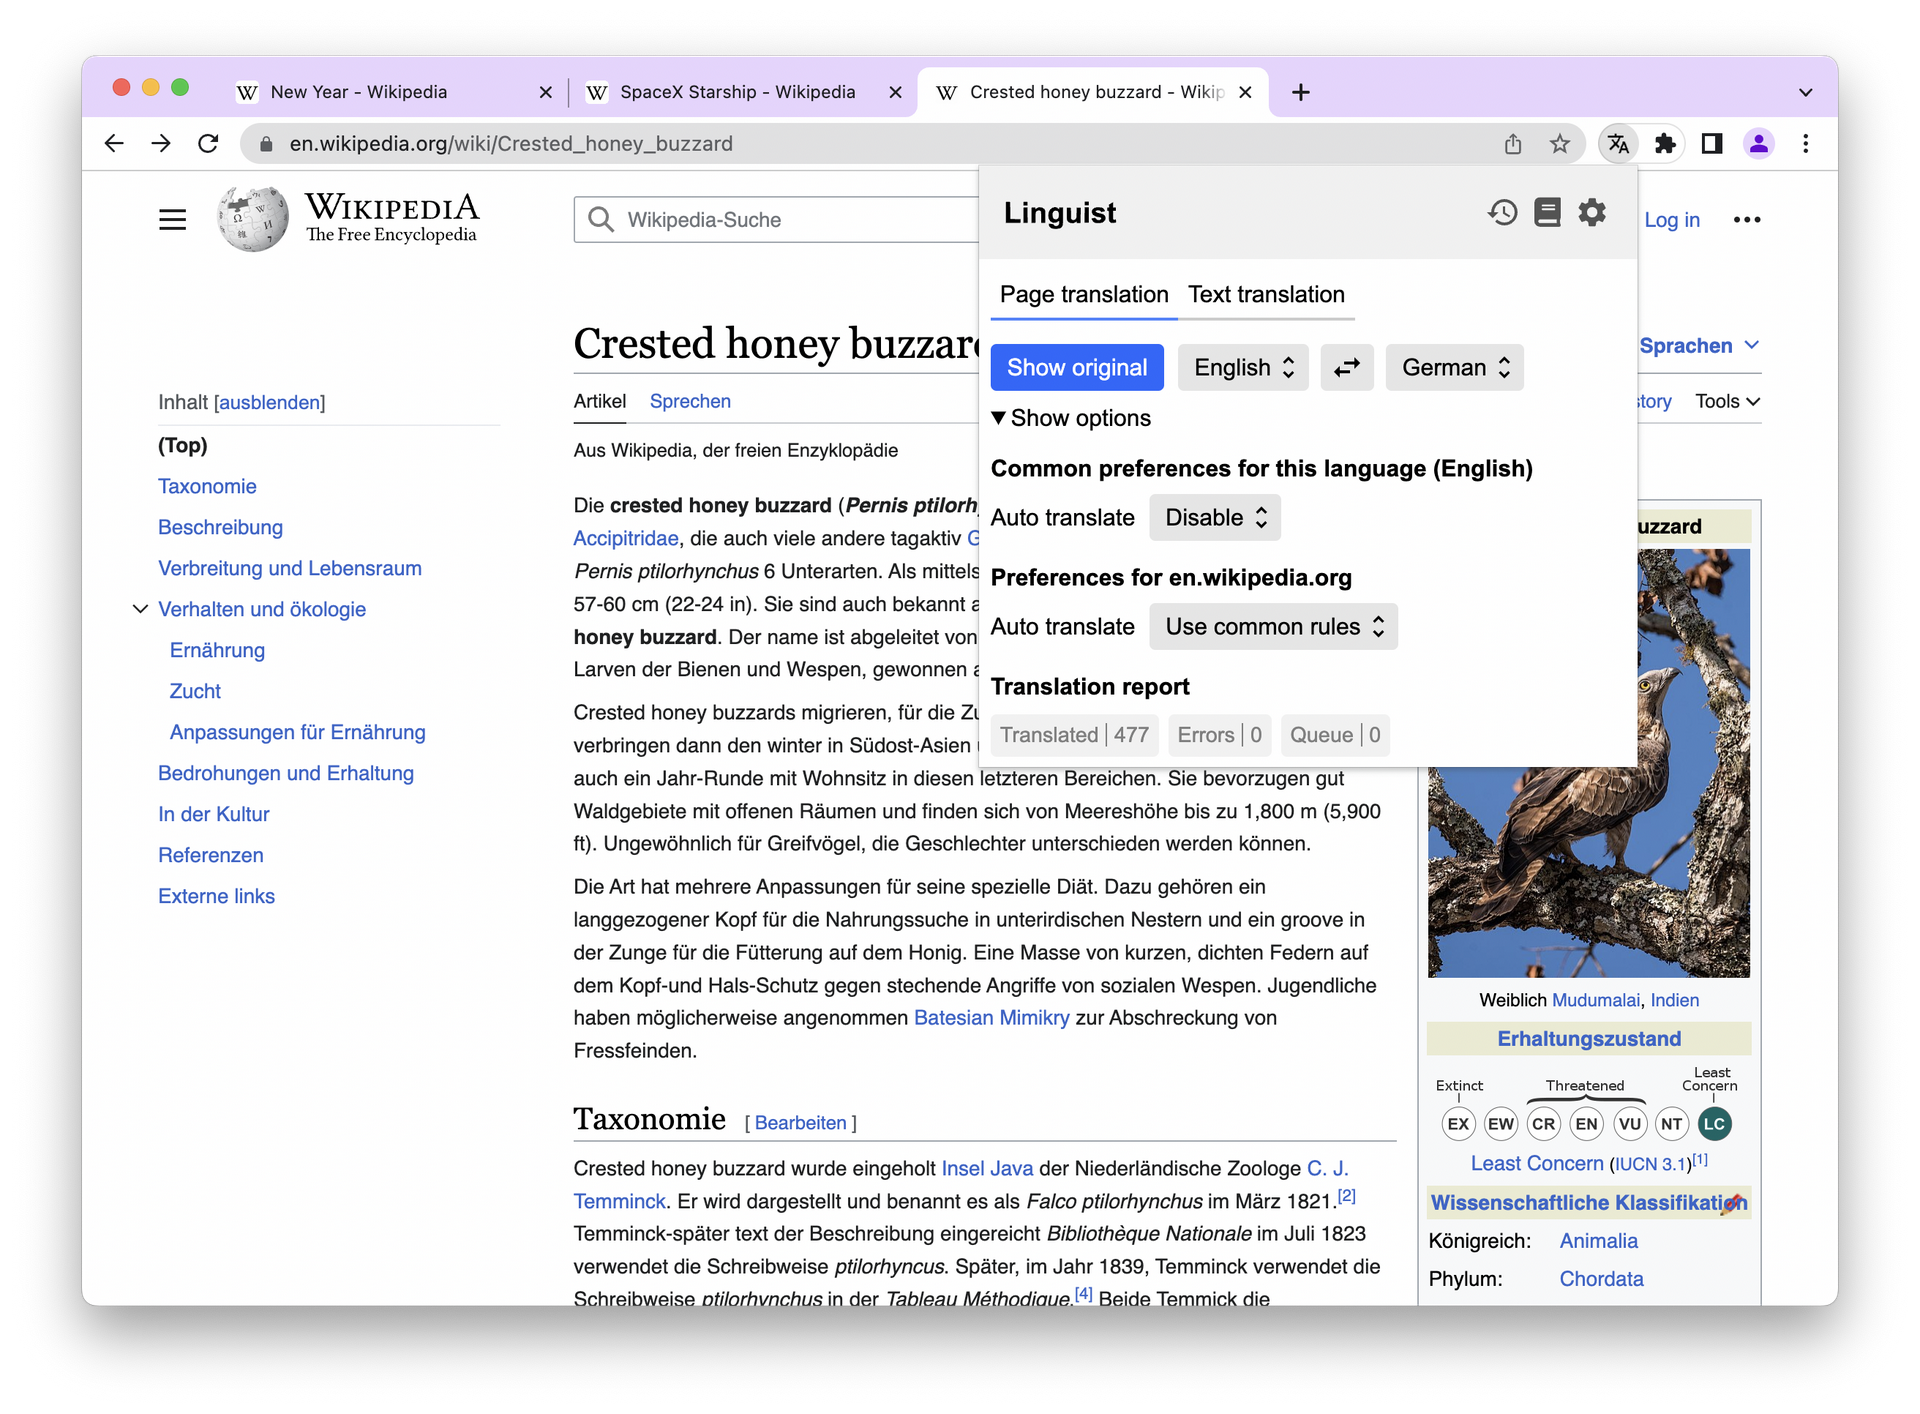 New Year - Wikipedia
SpaceX Starship - Wikipedia
Crested honey buzzard - Wikip
en.wikipedia.org/wiki/Crested_honey_buzzard
WIKIPEDIA
The Free Encyclopedia
Wikipedia-Suche
Log in
Linguist
Page translation
Text translation
Show original
English
German
Show options
Common preferences for this language (English)
Auto translate
Disable
Preferences for en.wikipedia.org
Auto translate
Use common rules
Translation report
Translated | 477
Errors | 0
Queue | 0
Inhalt [ausblenden]
(Top)
Taxonomie
Beschreibung
Verbreitung und Lebensraum
Verhalten und ökologie
Ernährung
Zucht
Anpassungen für Ernährung
Bedrohungen und Erhaltung
In der Kultur
Referenzen
Externe links
Crested honey buzzard
Sprachen
Artikel
Sprechen
story
Tools
Aus Wikipedia, der freien Enzyklopädie
Die crested honey buzzard (Pernis ptilorh
Accipitridae, die auch viele andere tagaktiv
Pernis ptilorhynchus 6 Unterarten. Als mittels
57-60 cm (22-24 in). Sie sind auch bekannt
honey buzzard. Der name ist abgeleitet von
Larven der Bienen und Wespen, gewonnen
Crested honey buzzards migrieren, für die Zu
verbringen dann den winter in Südost-Asien
auch ein Jahr-Runde mit Wohnsitz in diesen letzteren Bereichen. Sie bevorzugen gut
Waldgebiete mit offenen Räumen und finden sich von Meereshöhe bis zu 1,800 m (5,900
ft). Ungewöhnlich für Greifvögel, die Geschlechter unterschieden werden können.
Die Art hat mehrere Anpassungen für seine spezielle Diät. Dazu gehören ein
langgezogener Kopf für die Nahrungssuche in unterirdischen Nestern und ein groove in
der Zunge für die Fütterung auf dem Honig. Eine Masse von kurzen, dichten Federn auf
dem Kopf-und Hals-Schutz gegen stechende Angriffe von sozialen Wespen. Jugendliche
haben möglicherweise angenommen Batesian Mimikry zur Abschreckung von
Fressfeinden.
Taxonomie [ Bearbeiten ]
Crested honey buzzard wurde eingeholt Insel Java der Niederländische Zoologe C. J.
Temminck. Er wird dargestellt und benannt es als Falco ptilorhynchus im März 1821.[2]
Temminck-später text der Beschreibung eingereicht Bibliothèque Nationale im Juli 1823
verwendet die Schreibweise ptilorhyncus. Später, im Jahr 1839, Temminck verwendet die
Schreibweise ptilorhynchus in der Tableau Méthodique.[4] Beide Temmick die
uzzard
Weiblich Mudumalai, Indien
Erhaltungszustand
Extinct
Threatened
Least
Concern
EX EW CR EN VU NT LC
Least Concern (IUCN 3.1)[1]
Wissenschaftliche Klassifikation
Königreich: Animalia
Phylum: Chordata